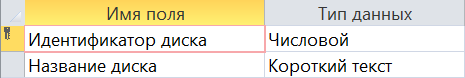 Имя поля Тип данных
Идентификатор диска Числовой
Название диска Короткий текст